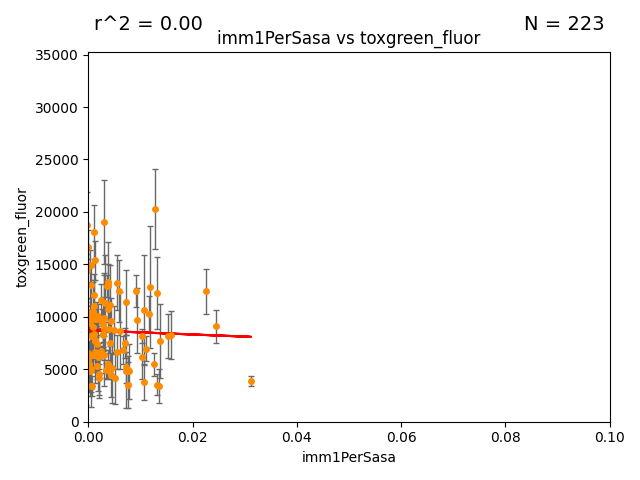 r^2 = 0.00
N = 223
imm1PerSasa vs toxgreen_fluor
35000
30000
25000
20000
15000
10000
5000
0
toxgreen_fluor
0.00
0.02
0.04
0.06
0.08
0.10
imm1PerSasa